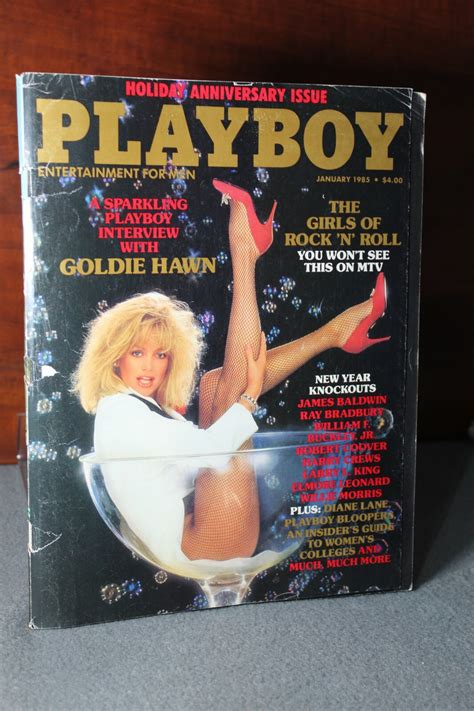 HOLIDAY ANNIVERSARY ISSUE
PLAYBOY
ENTERTAINMENT FOR MEN
JANUARY 1985 • $4.00
A SPARKLING
PLAYBOY
INTERVIEW
WITH
GOLDIE HAWN
THE
GIRLS OF
ROCK 'N' ROLL
YOU WON'T SEE
THIS ON MTV
NEW YEAR
KNOCKOUTS
JAMES BALDWIN
RAY BRADBURY
WILLIAM F.
BUCKLEY, JR.
ROBERT COOVER
HARRY CREWS
LARRY L. KING
ELMORE LEONARD
WILLIE MORRIS
PLUS: DIANE LANE,
PLAYBOY BLOOPERS,
AN INSIDER'S GUIDE
TO WOMEN'S
COLLEGES AND
MUCH, MUCH MORE